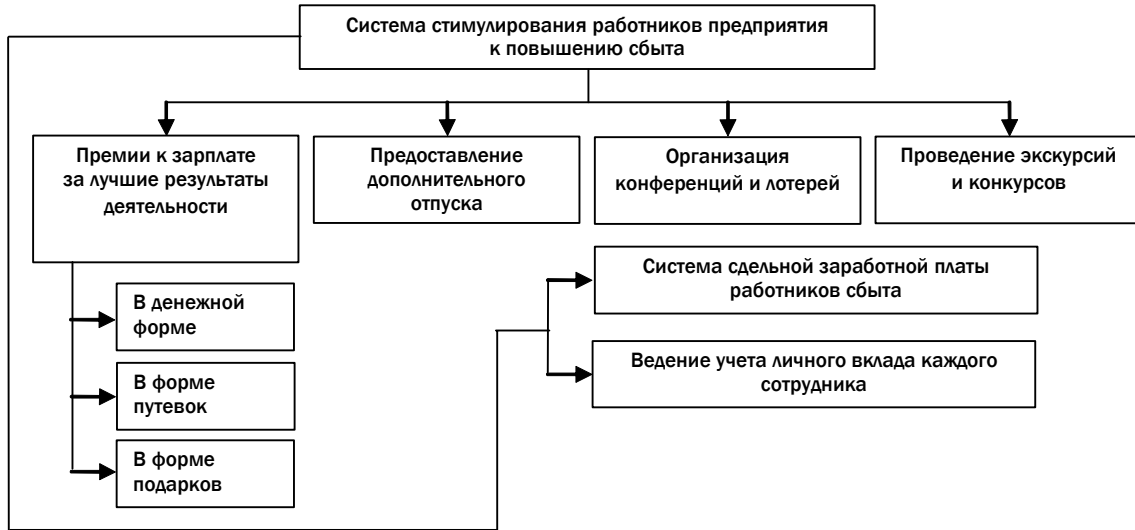 Система стимулирования работников предприятия
к повышению сбыта
Премии к зарплате
за лучшие результаты
деятельности
Предоставление
дополнительного
отпуска
Организация
конференций и лотерей
Проведение экскурсий
и конкурсов
В денежной
форме
В форме
путевок
В форме
подарков
Система сдельной заработной платы
работников сбыта
Ведение учета личного вклада каждого
сотрудника